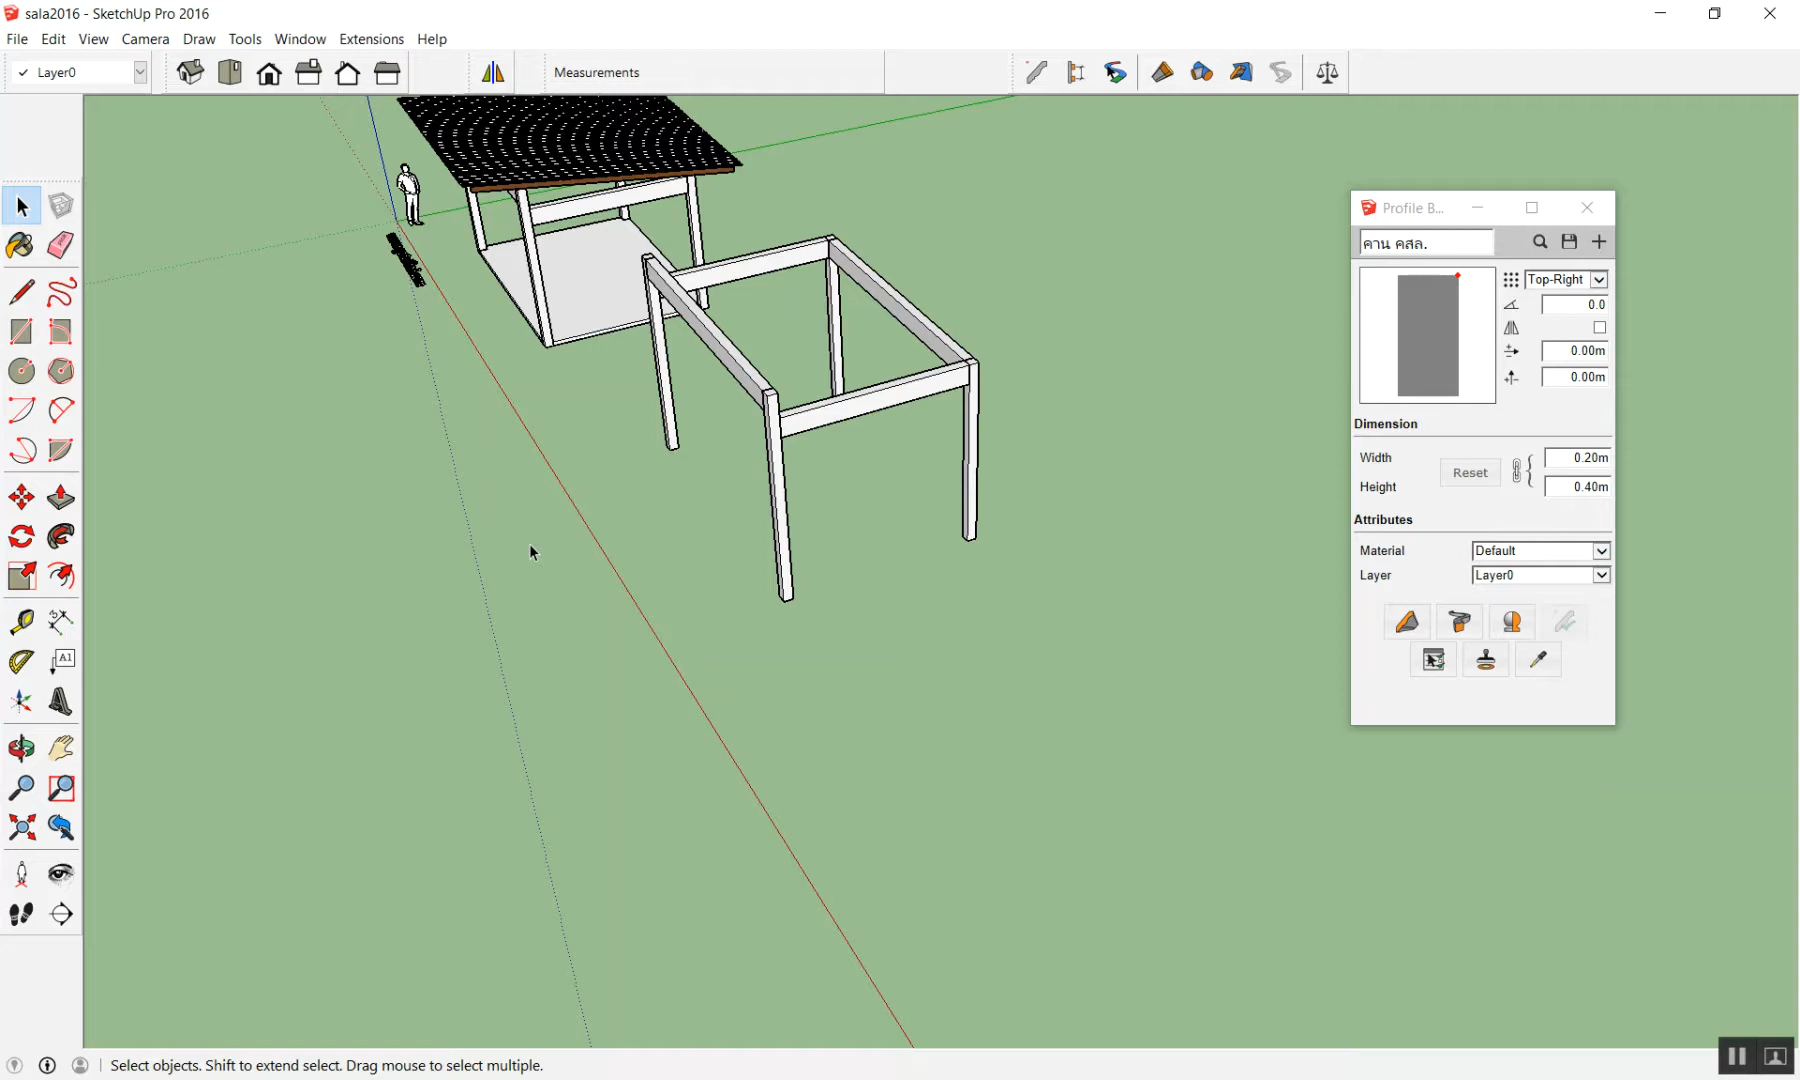 sala2016 - SketchUp Pro 2016
File Edit View Camera Draw Tools Window Extensions Help
Layer0
Measurements
Profile B...
คาน คสล.
Top-Right
0.0
0.00m
0.00m
Dimension
Width 0.20m
Reset
Height 0.40m
Attributes
Material Default
Layer Layer0
A1
Select objects. Shift to extend select. Drag mouse to select multiple.